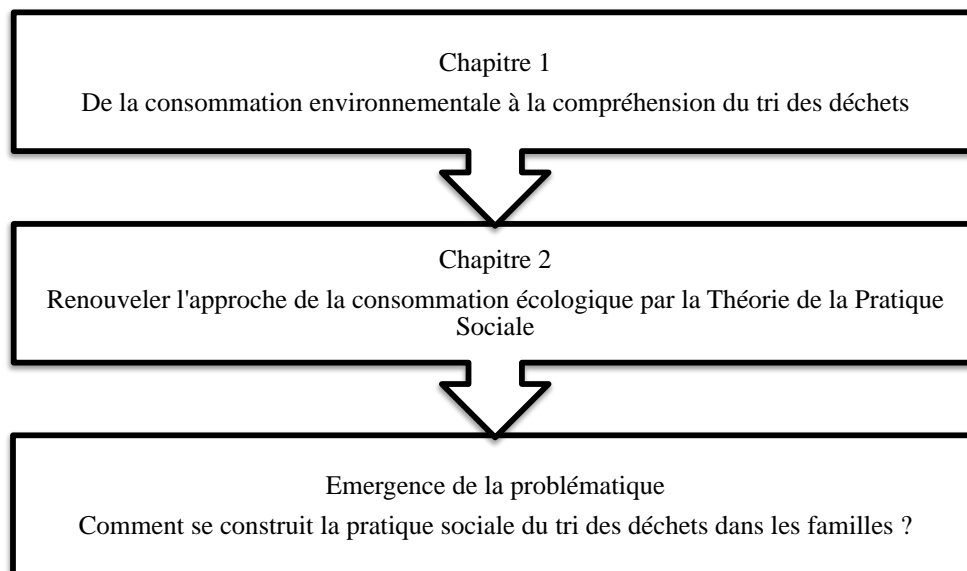 Chapitre 1
De la consommation environnementale à la compréhension du tri des déchets
Chapitre 2
Renouveler l'approche de la consommation écologique par la Théorie de la Pratique
Sociale
Emergence de la problématique
Comment se construit la pratique sociale du tri des déchets dans les familles ?